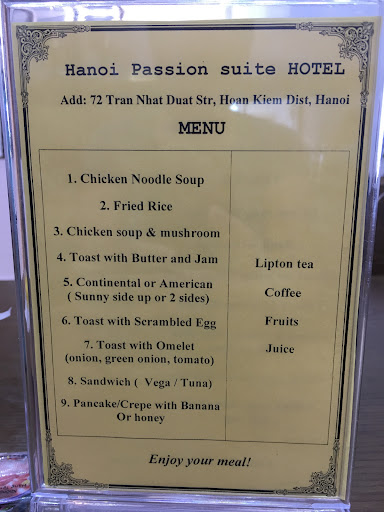 Hanoi Passion suite HOTEL
Add: 72 Tran Nhat Duat Str, Hoan Kiem Dist, Hanoi
MENU
1. Chicken Noodle Soup
2. Fried Rice
3. Chicken soup & mushroom
4. Toast with Butter and Jam
5. Continental or American
( Sunny side up or 2 sides)
6. Toast with Scrambled Egg
7. Toast with Omelet
(onion, green onion, tomato)
8. Sandwich ( Vega / Tuna)
9. Pancake/Crepe with Banana
Or honey
Lipton tea
Coffee
Fruits
Juice
Enjoy your meal!